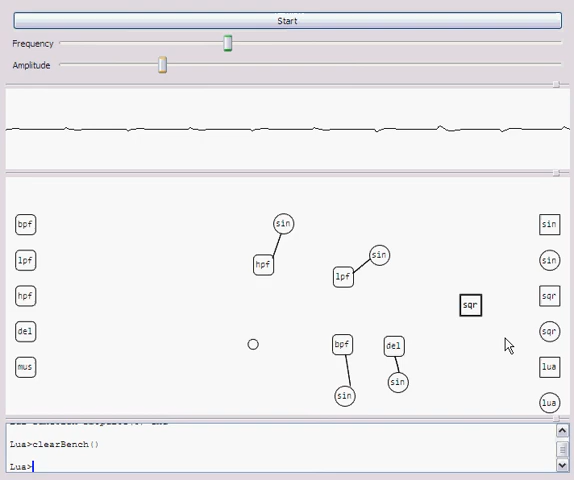 Start
Frequency
Amplitude
bpf sin sin
lpf hpf lpf sin sin
hpf sqr sqr
del bpf del sqr
mus sin sin lua
lua
Lua>clearBench()
Lua>